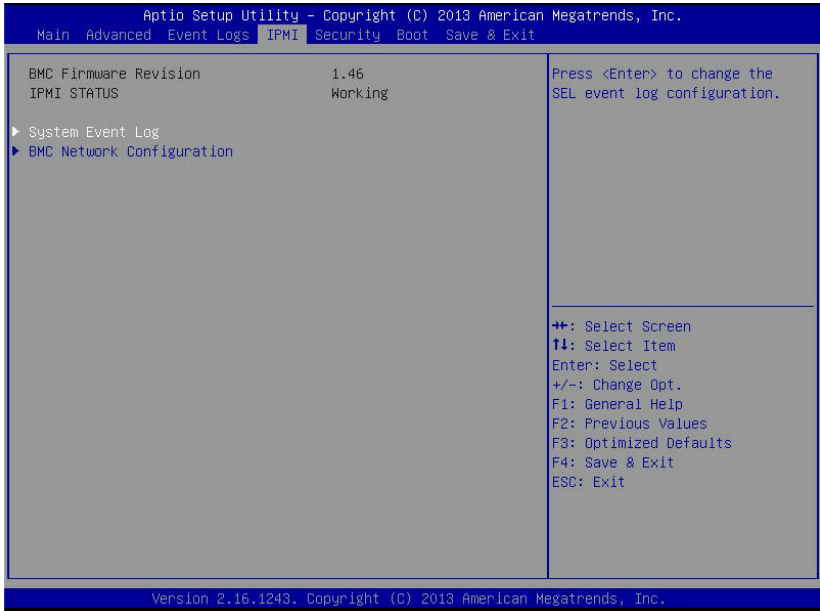 Aptio Setup Utility – Copyright (C) 2013 American Megatrends, Inc.
Main Advanced Event Logs IPMI Security Boot Save & Exit
BMC Firmware Revision 1.46
IPMI STATUS Working
▶ System Event Log
▶ BMC Network Configuration
Press <Enter> to change the
SEL event log configuration.
→←: Select Screen
↑↓: Select Item
Enter: Select
+/-: Change Opt.
F1: General Help
F2: Previous Values
F3: Optimized Defaults
F4: Save & Exit
ESC: Exit
Version 2.16.1243. Copyright (C) 2013 American Megatrends, Inc.